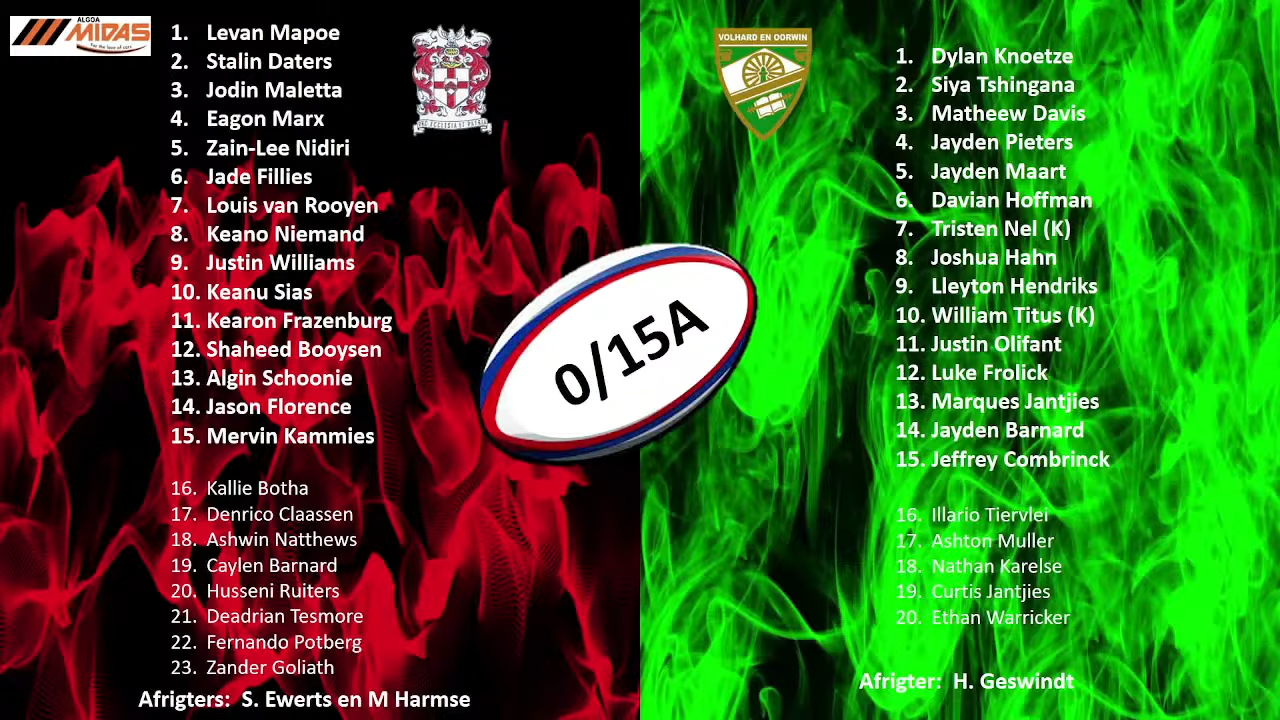 ALGOA
MIDAS
For the love of cars
1. Levan Mapoe
2. Stalin Daters
3. Jodin Maletta
4. Eagon Marx
5. Zain-Lee Nidiri
6. Jade Fillies
7. Louis van Rooyen
8. Keano Niemand
9. Justin Williams
10. Keanu Sias
11. Kearon Frazenburg
12. Shaheed Booysen
13. Algin Schoonie
14. Jason Florence
15. Mervin Kammies
16. Kallie Botha
17. Denrico Claassen
18. Ashwin Natthews
19. Caylen Barnard
20. Husseni Ruiters
21. Deadrian Tesmore
22. Fernando Potberg
23. Zander Goliath
Afrigters: S. Ewerts en M Harmse
ECCLESIA ET PATRIA
0/15A
VOLHARD EN OORWIN
1. Dylan Knoetze
2. Siya Tshingana
3. Matheew Davis
4. Jayden Pieters
5. Jayden Maart
6. Davian Hoffman
7. Tristen Nel (K)
8. Joshua Hahn
9. Lleyton Hendriks
10. William Titus (K)
11. Justin Olifant
12. Luke Frolick
13. Marques Jantjies
14. Jayden Barnard
15. Jeffrey Combrinck
16. Illario Tiervlei
17. Ashton Muller
18. Nathan Karelse
19. Curtis Jantjies
20. Ethan Warricker
Afrigter: H. Geswindt